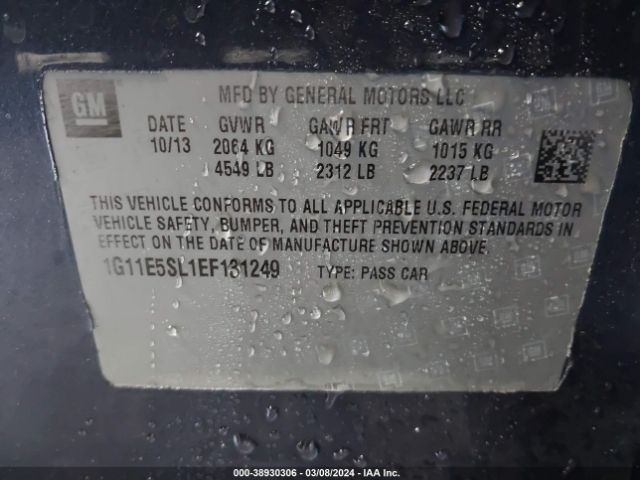 GM
MFD BY GENERAL MOTORS LLC
DATE GVWR GAWR FRT GAWR RR
10/13 2064 KG 1049 KG 1015 KG
4549 LB 2312 LB 2237 LB
THIS VEHICLE CONFORMS TO ALL APPLICABLE U.S. FEDERAL MOTOR
VEHICLE SAFETY, BUMPER, AND THEFT PREVENTION STANDARDS IN
EFFECT ON THE DATE OF MANUFACTURE SHOWN ABOVE.
1G11E5SL1EF131249 TYPE: PASS CAR
000-38930306 - 03/08/2024 - IAA Inc.